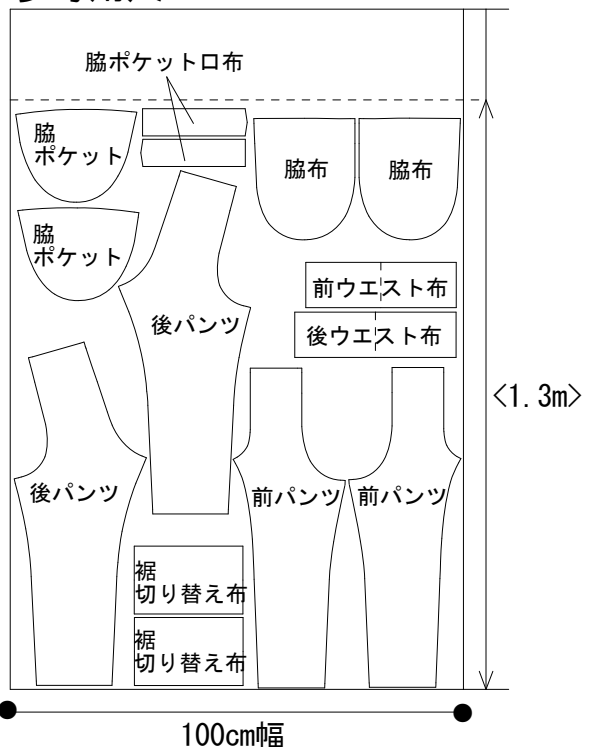 脇ポケット口布
脇
ポケット
脇布
脇布
脇
ポケット
前ウエスト布
後パンツ
後ウエスト布
<1.3m>
後パンツ
前パンツ
前パンツ
裾
切り替え布
裾
切り替え布
100cm幅